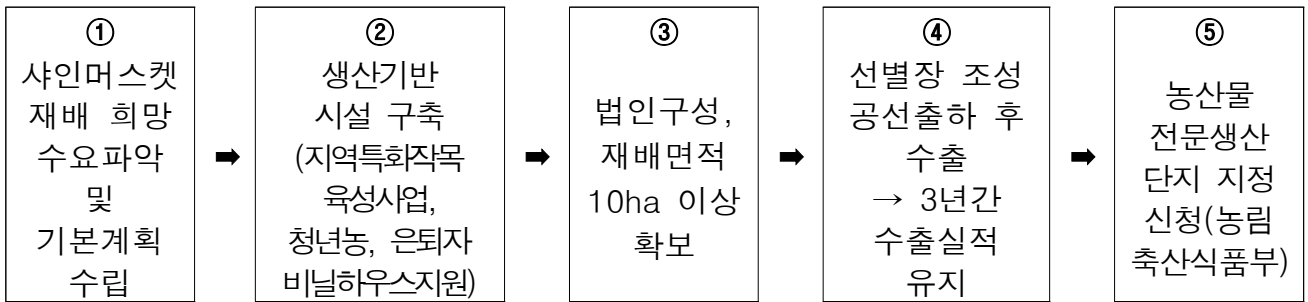 ①
샤인머스켓
재배 희망
수요파악
및
기본계획
수립
➡
②
생산기반
시설 구축
(지역특화작목
육성사업,
청년농, 은퇴자
비닐하우스지원)
➡
③
법인구성,
재배면적
10ha 이상
확보
➡
④
선별장 조성
공선출하 후
수출
→ 3년간
수출실적
유지
➡
⑤
농산물
전문생산
단지 지정
신청(농림
축산식품부)